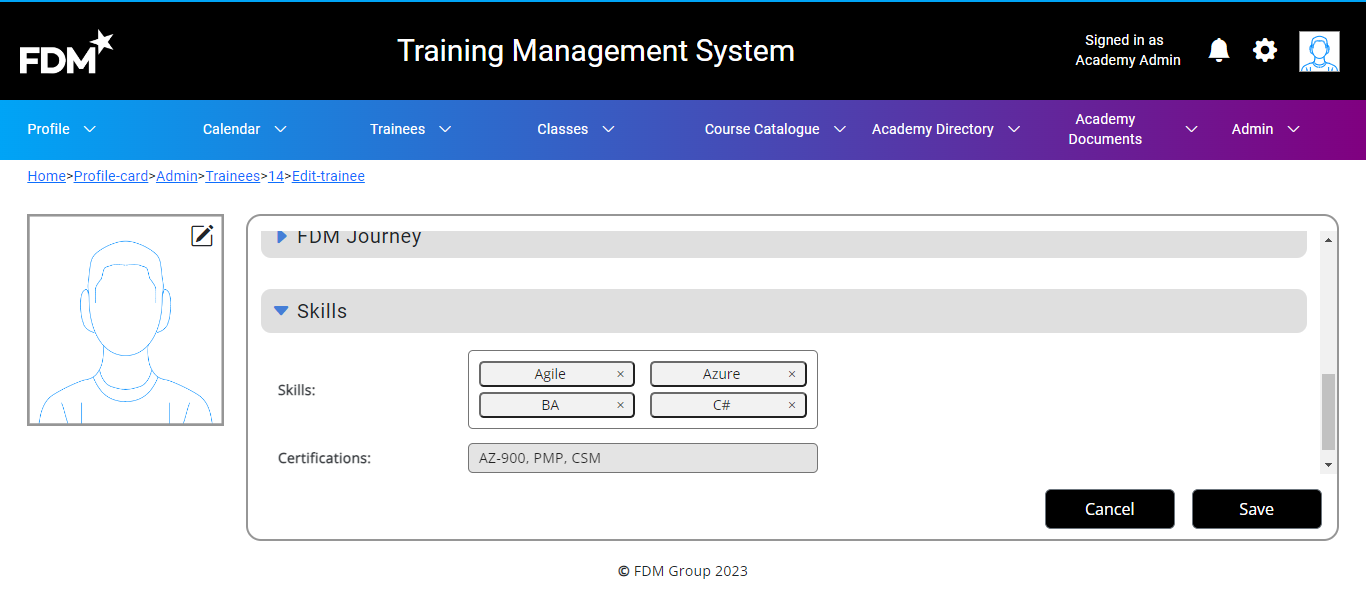 FDM
Training Management System
Signed in as
Academy Admin
Profile
Calendar
Trainees
Classes
Course Catalogue
Academy Directory
Academy
Documents
Admin
Home>Profile-card>Admin>Trainees>14>Edit-trainee
FDM Journey
Skills
Skills:
Agile ×
Azure ×
BA ×
C# ×
Certifications:
AZ-900, PMP, CSM
Cancel
Save
© FDM Group 2023